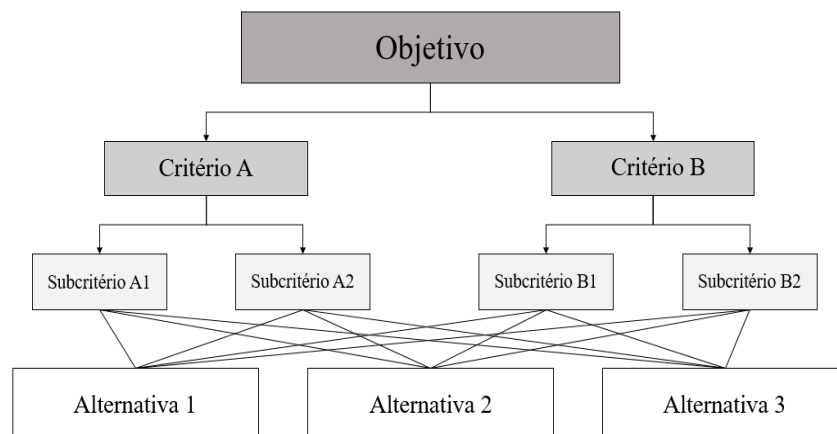 Objetivo
Critério A
Critério B
Subcritério A1
Subcritério A2
Subcritério B1
Subcritério B2
Alternativa 1
Alternativa 2
Alternativa 3